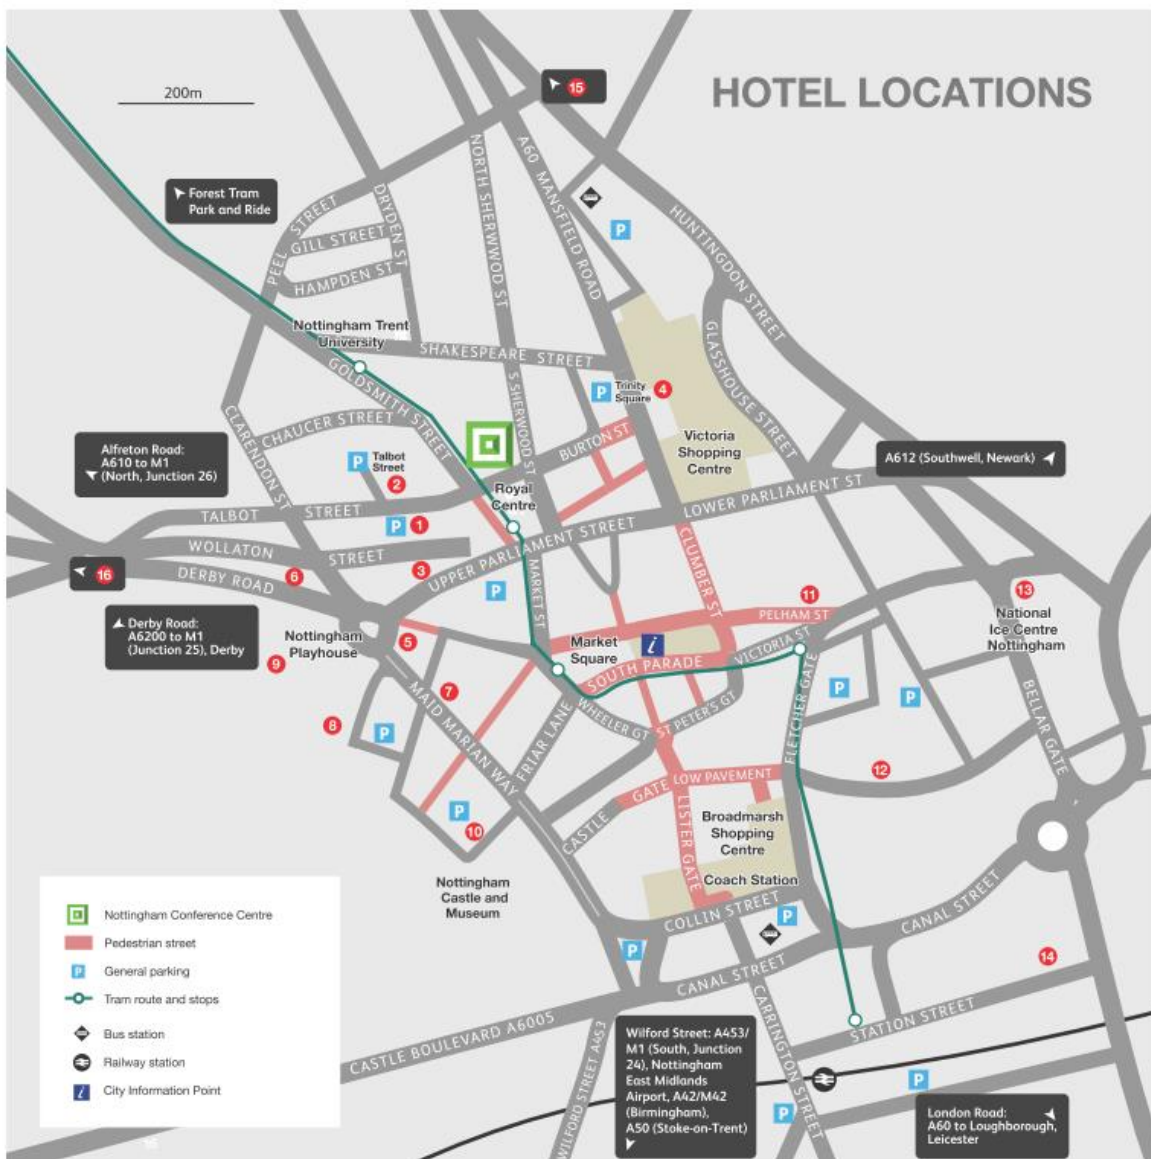 HOTEL LOCATIONS
200m
15
Forest Tram
Park and Ride
PEEL STREET
GILL STREET
HAMPDEN ST
DRYDEN ST
NORTH SHERWWOD ST
A60 MANSFIELD ROAD
HUNTINGDON STREET
GLASSHOUSE STREET
P
Nottingham Trent
University
SHAKESPEARE STREET
GOLDSMITH STREET
S SHERWOOD ST
P
Trinity
Square
4
CLARENDON ST
CHAUCER STREET
BURTON ST
Victoria
Shopping
Centre
Alfreton Road:
A610 to M1
(North, Junction 26)
P
Talbot
Street
2
A612 (Southwell, Newark)
Royal
Centre
TALBOT STREET
P
1
LOWER PARLIAMENT ST
UPPER PARLIAMENT STREET
WOLLATON STREET
DERBY ROAD
16
6
3
P
MARKET ST
CLUMBER ST
11
PELHAM ST
13
National
Ice Centre
Nottingham
Derby Road:
A6200 to M1
(Junction 25), Derby
Nottingham
Playhouse
5
Market
Square
i
VICTORIA ST
SOUTH PARADE
9
7
8
P
MAID MARIAN WAY
FRIAR LANE
WHEELER GT
ST PETER'S GT
FLETCHER GATE
P
P
BELLAR GATE
12
LOW PAVEMENT
CASTLE GATE
LISTER GATE
P
10
Broadmarsh
Shopping
Centre
Coach Station
Nottingham
Castle and
Museum
COLLIN STREET
P
P
CANAL STREET
CANAL STREET
14
STATION STREET
CARRINGTON STREET
CASTLE BOULEVARD A6005
WILFORD STREET A453
Wilford Street: A453/
M1 (South, Junction
24), Nottingham
East Midlands
Airport, A42/M42
(Birmingham),
A50 (Stoke-on-Trent)
P
P
London Road:
A60 to Loughborough,
Leicester
Nottingham Conference Centre
Pedestrian street
P
General parking
Tram route and stops
Bus station
Railway station
i
City Information Point